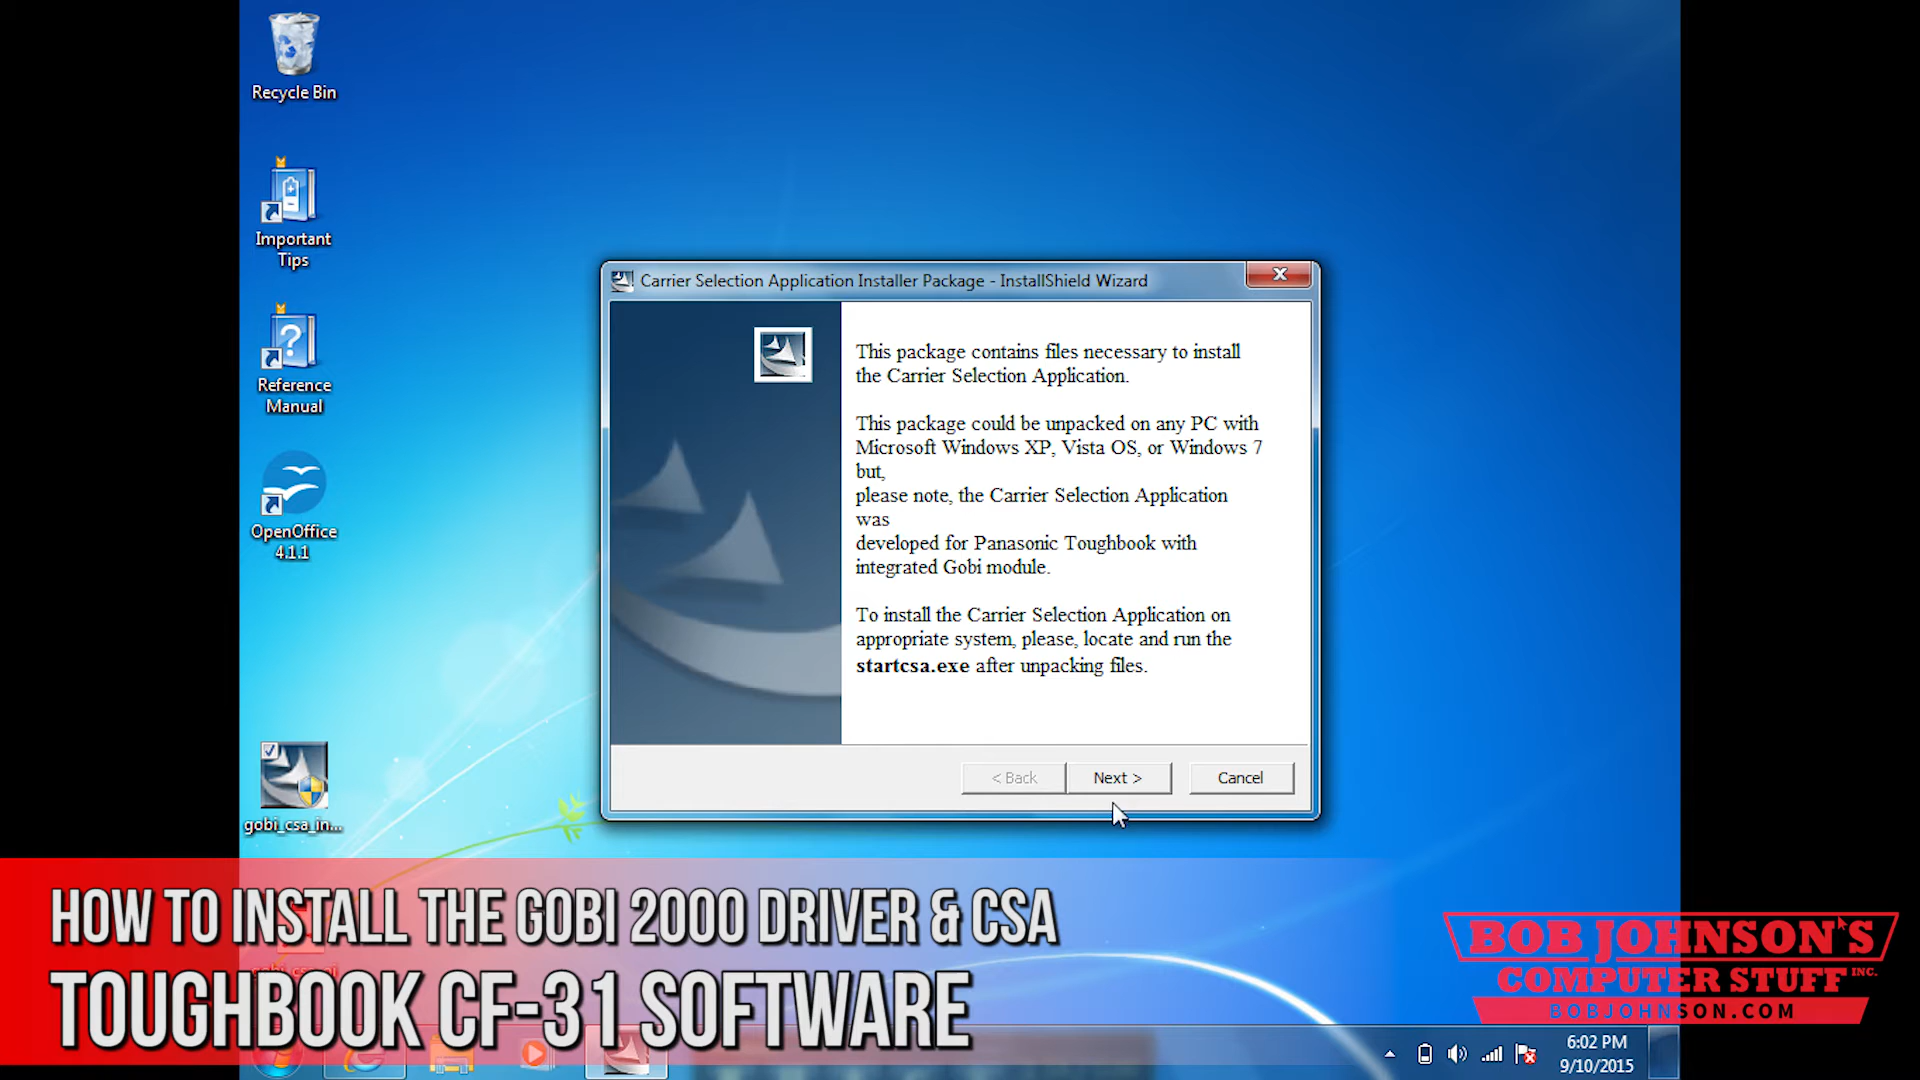 Recycle Bin
Important
Tips
Reference
Manual
OpenOffice
4.1.1
gobi_csa_in...
Carrier Selection Application Installer Package - InstallShield Wizard
This package contains files necessary to install
the Carrier Selection Application.
This package could be unpacked on any PC with
Microsoft Windows XP, Vista OS, or Windows 7
but,
please note, the Carrier Selection Application
was
developed for Panasonic Toughbook with
integrated Gobi module.
To install the Carrier Selection Application on
appropriate system, please, locate and run the
startcsa.exe after unpacking files.
< Back
Next >
Cancel
HOW TO INSTALL THE GOBI 2000 DRIVER & CSA
TOUGHBOOK CF-31 SOFTWARE
BOB JOHNSON'S
COMPUTER STUFF INC.
BOBJOHNSON.COM
6:02 PM
9/10/2015